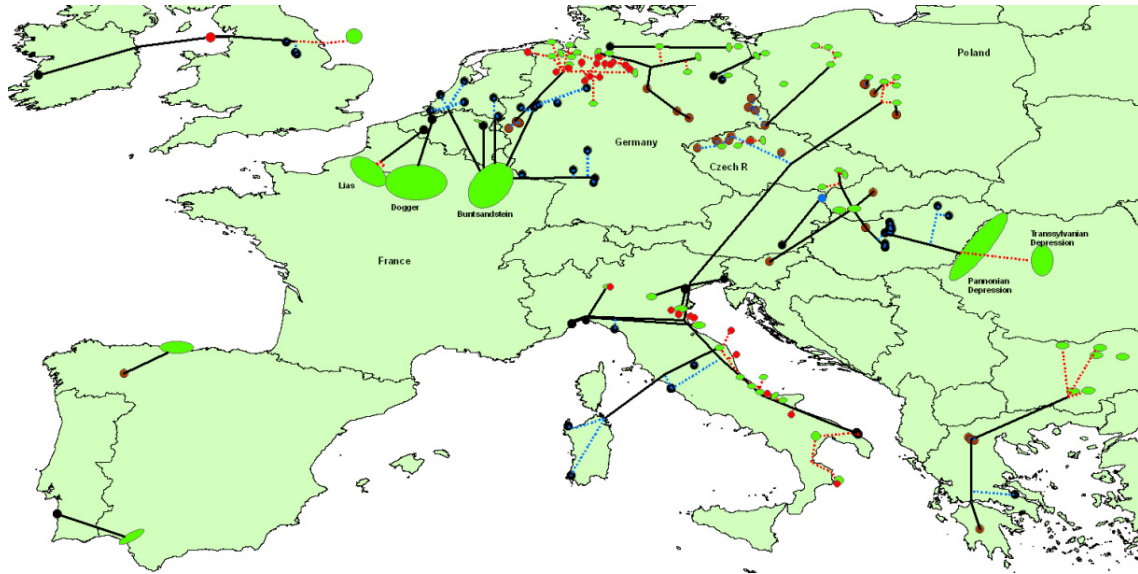 Poland
Germany
Czech R
Lias
Dogger
Buntsandstein
France
Transsylvanian
Depression
Pannonian
Depression